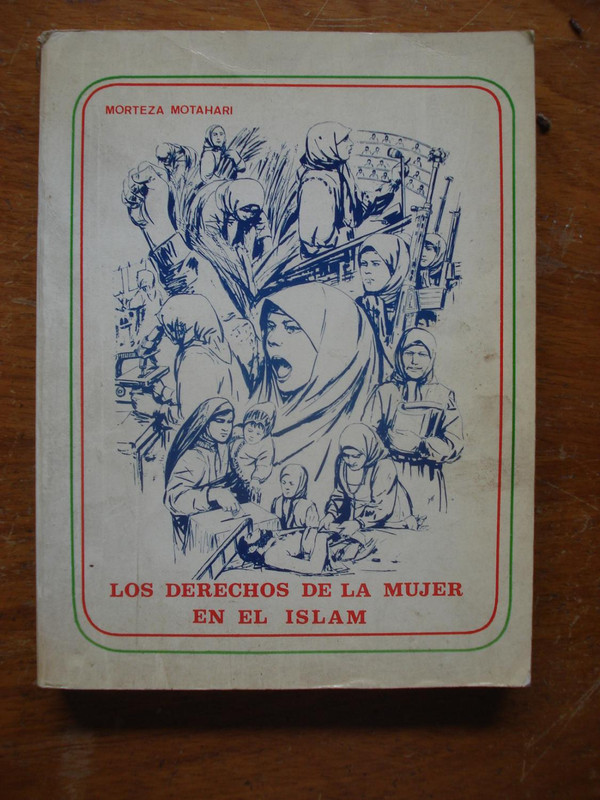 MORTEZA MOTAHARI
LOS DERECHOS DE LA MUJER
EN EL ISLAM